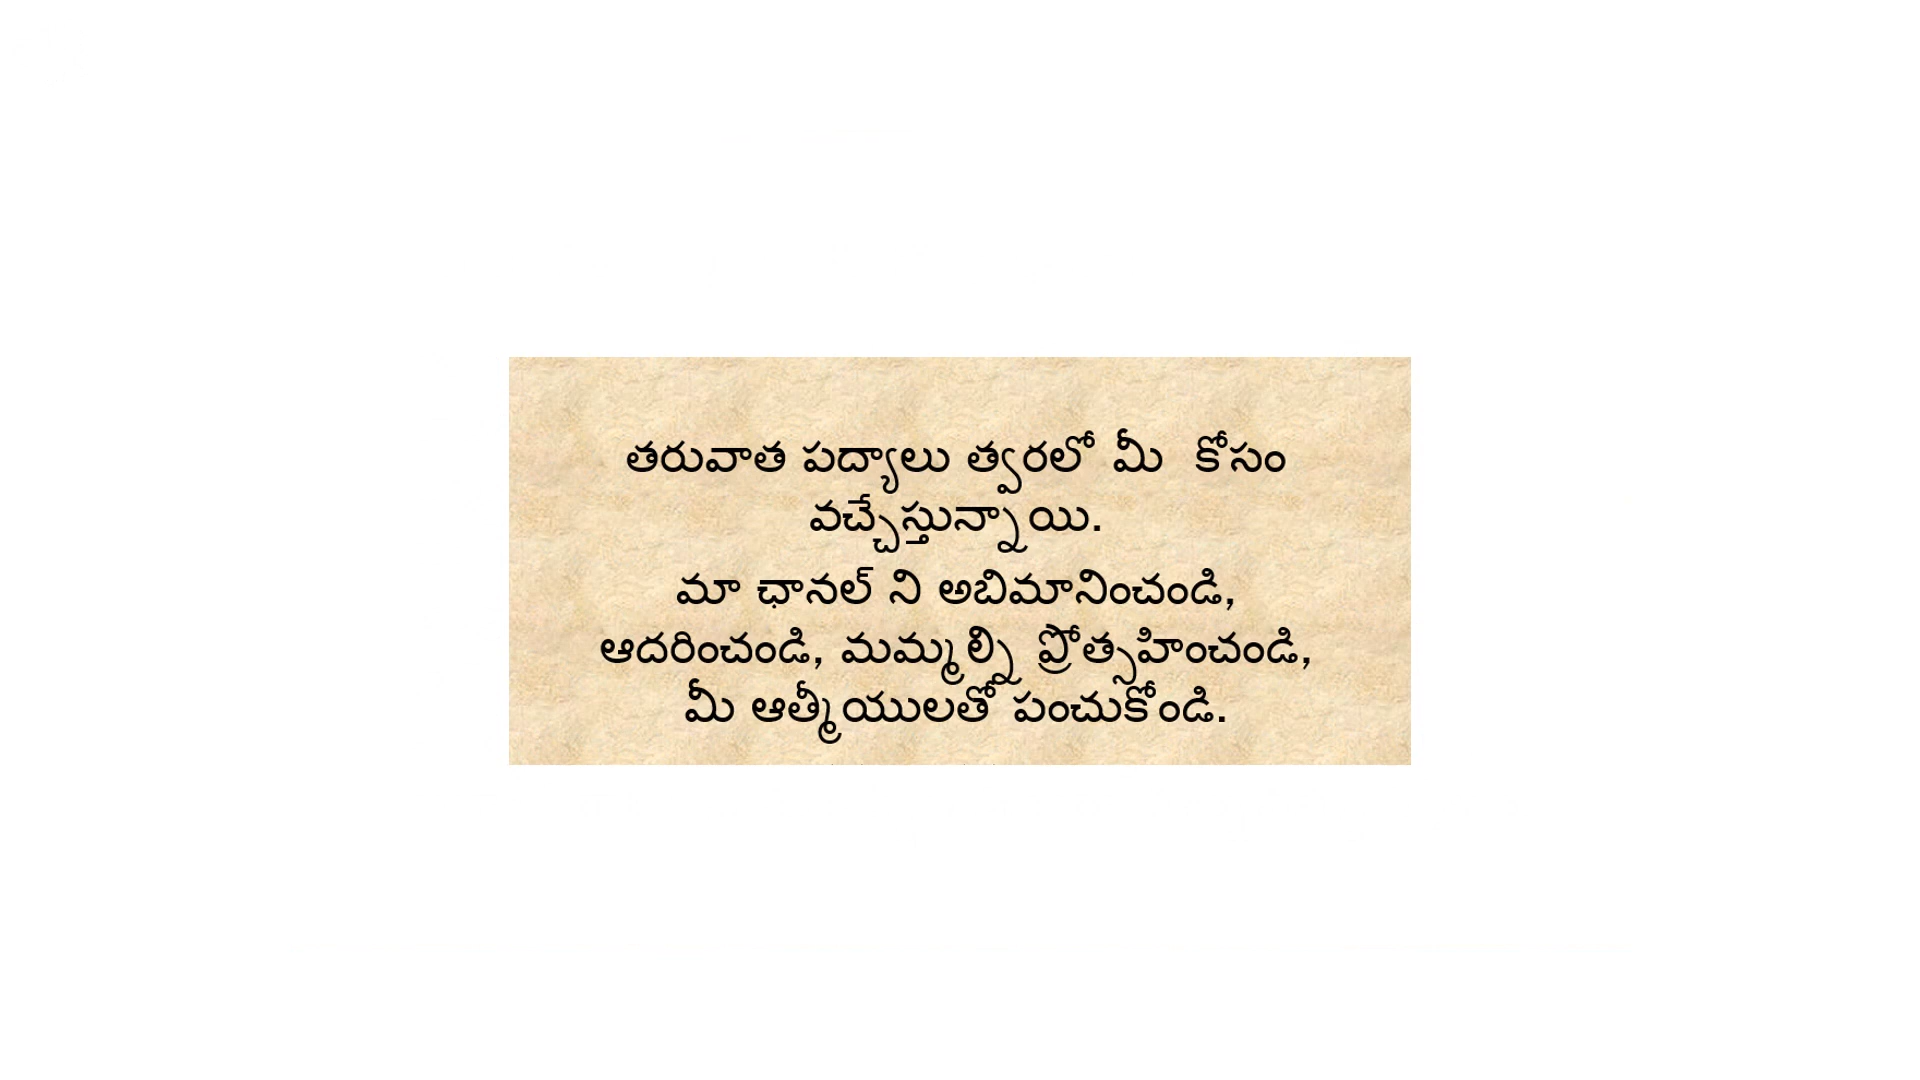 తరువాత పద్యాలు త్వరలో మీ కోసం
వచ్చేస్తున్నాయి.
మా ఛానల్ ని అబిమానించండి,
ఆదరించండి, మమ్మల్ని ప్రోత్సహించండి,
మీ ఆత్మీయులతో పంచుకోండి.